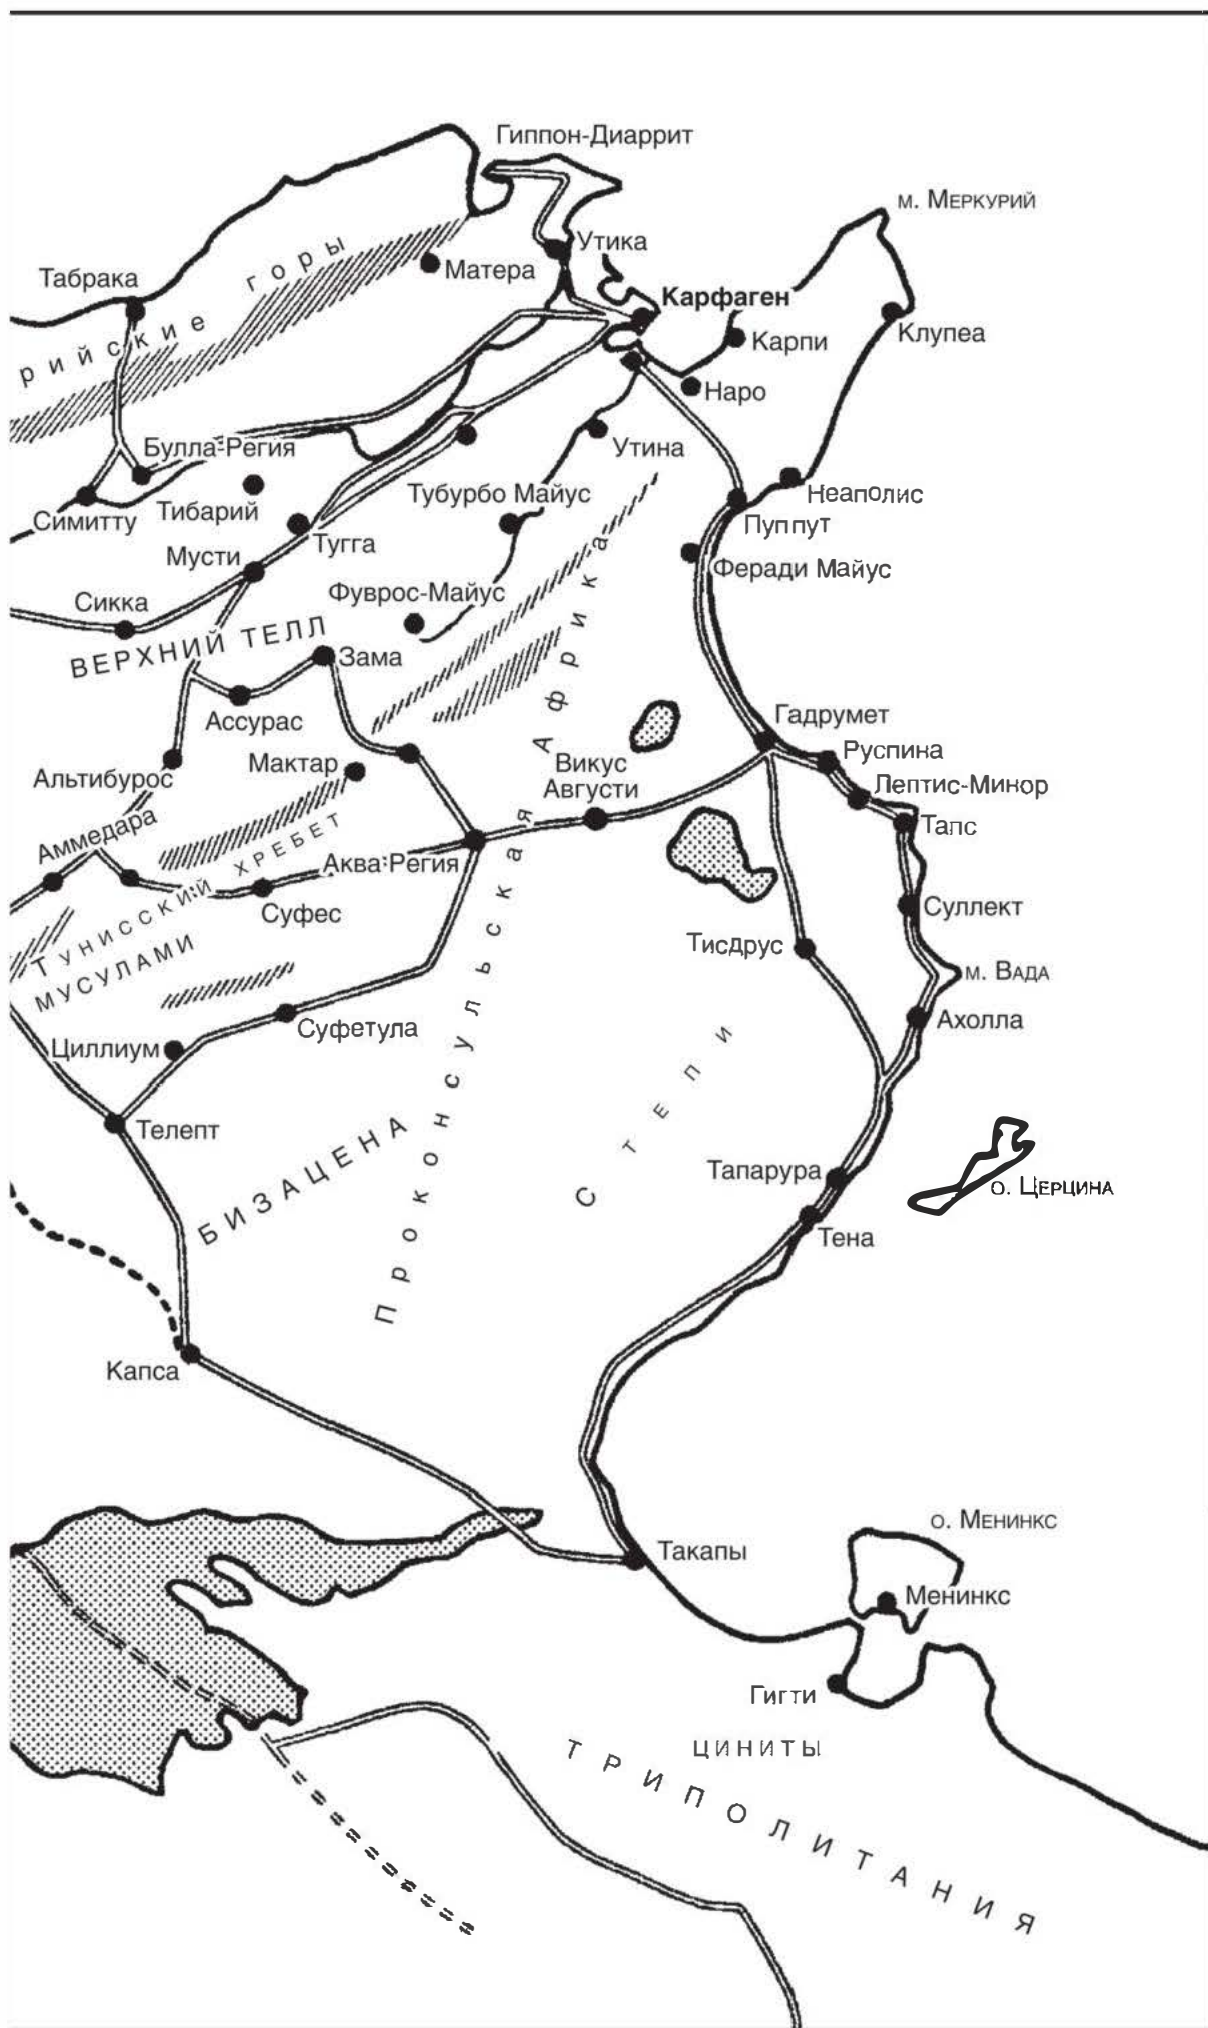 Гиппон-Диаррит
м. Меркурий
Утика
Матера
Табрака
рийские горы
Карфаген
Карпи
Клупеа
Наро
Утина
Булла-Регия
Тубурбо Майус
Неаполис
Симитту
Тибарий
Пуппут
Тугга
Мусти
Феради Майус
Фуврос-Майус
Сикка
ВЕРХНИЙ ТЕЛЛ
Зама
Ассурас
Гадрумет
Руспина
Мактар
Викус
Августи
Альтибурос
Лептис-Минор
Тапс
Аммедара
Аква-Регия
Суфес
Тунисский хребет
МУСУЛАМИ
Суллект
Тисдрус
м. Вада
Ахолла
Суфетула
Циллиум
Телепт
Проконсульская Африка
Степи
БИЗАЦЕНА
Тапарура
о. Церцина
Тена
Капса
о. Менинкс
Такапы
Менинкс
Гигти
ЦИНИТЫ
ТРИПОЛИТАНИЯ